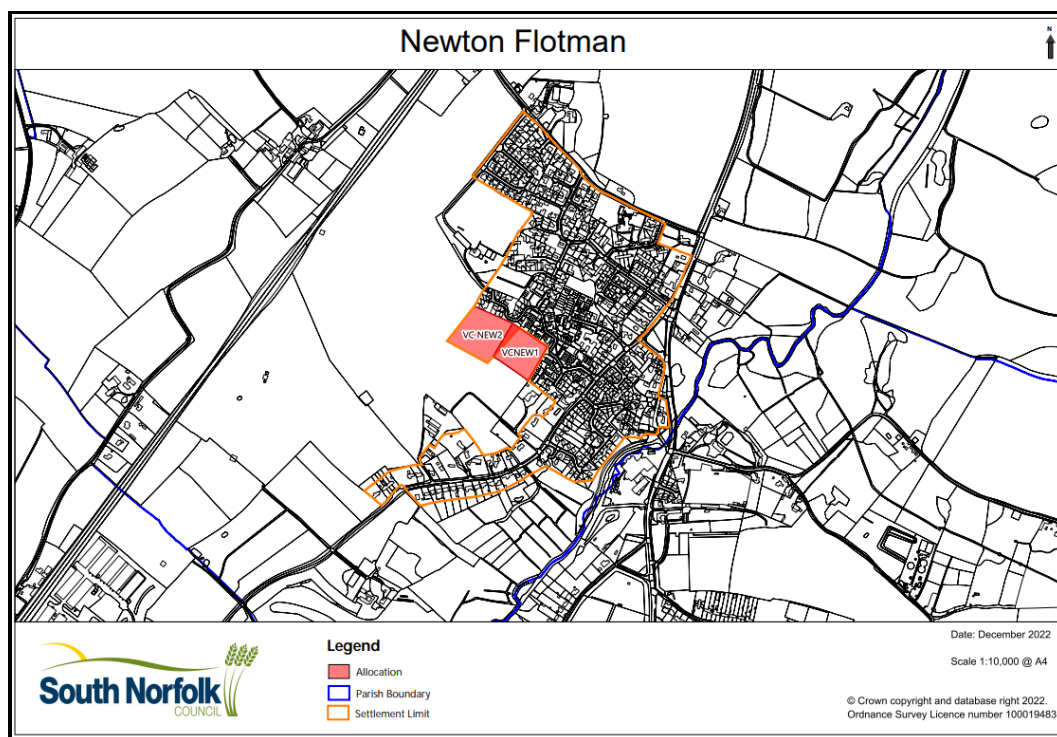 Newton Flotman
N
VC-NEW2
VCNEW1
Legend
Allocation
Parish Boundary
Settlement Limit
South Norfolk
COUNCIL
Date: December 2022
Scale 1:10,000 @ A4
© Crown copyright and database right 2022.
Ordnance Survey Licence number 100019483